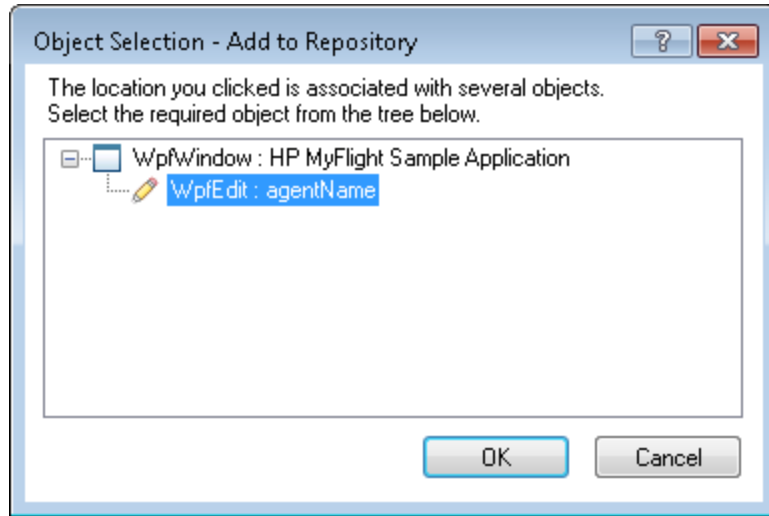 Object Selection - Add to Repository
The location you clicked is associated with several objects.
Select the required object from the tree below.
WpfWindow : HP MyFlight Sample Application
WpfEdit : agentName
OK Cancel